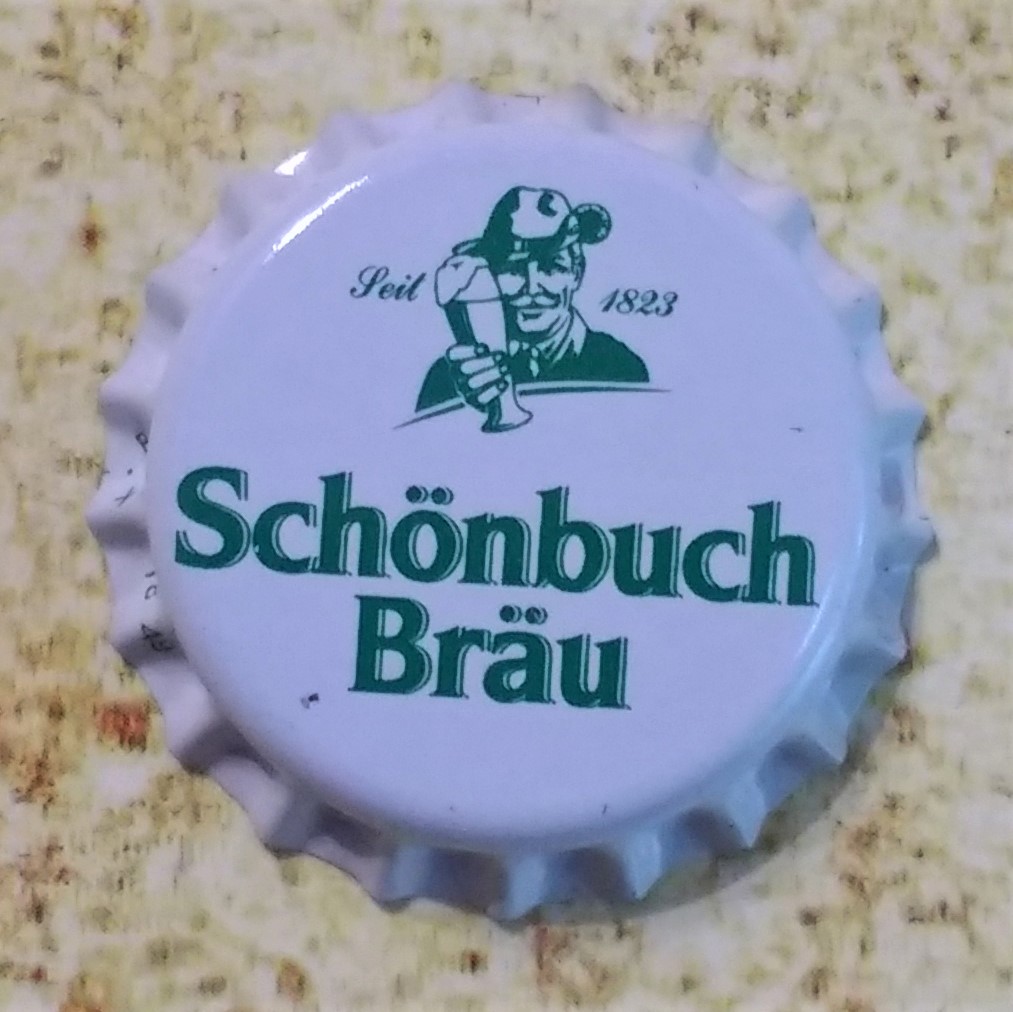 Seit 1823
Schönbuch
Bräu